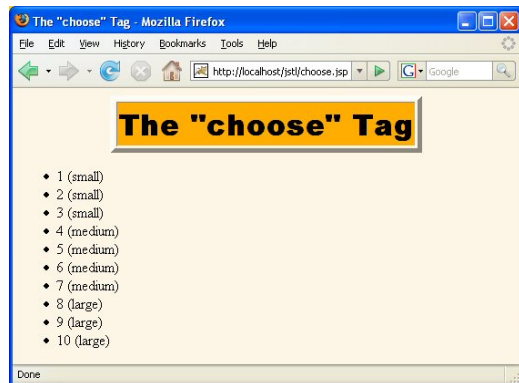 The "choose" Tag - Mozilla Firefox
File Edit View History Bookmarks Tools Help
http://localhost/jstl/choose.jsp G Google
The "choose" Tag
1 (small)
2 (small)
3 (small)
4 (medium)
5 (medium)
6 (medium)
7 (medium)
8 (large)
9 (large)
10 (large)
Done